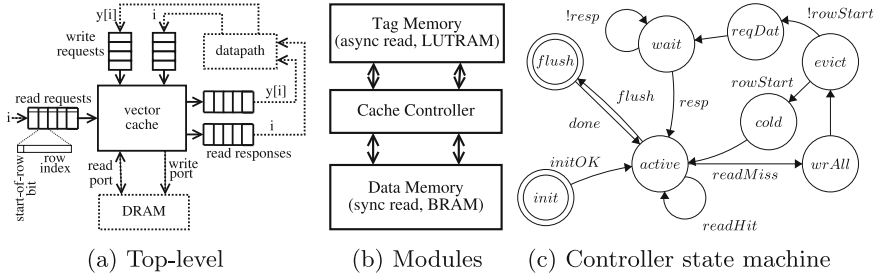 y[i]
i
write
requests
datapath
read requests
i
vector
cache
y[i]
i
read responses
start-of-row
bit
row
index
read
port
write
port
DRAM
(a) Top-level
Tag Memory
(async read, LUTRAM)
Cache Controller
Data Memory
(sync read, BRAM)
(b) Modules
!resp
wait
reqDat
!rowStart
evict
flush
flush
resp
rowStart
cold
done
initOK
active
readMiss
wrAll
init
readHit
(c) Controller state machine